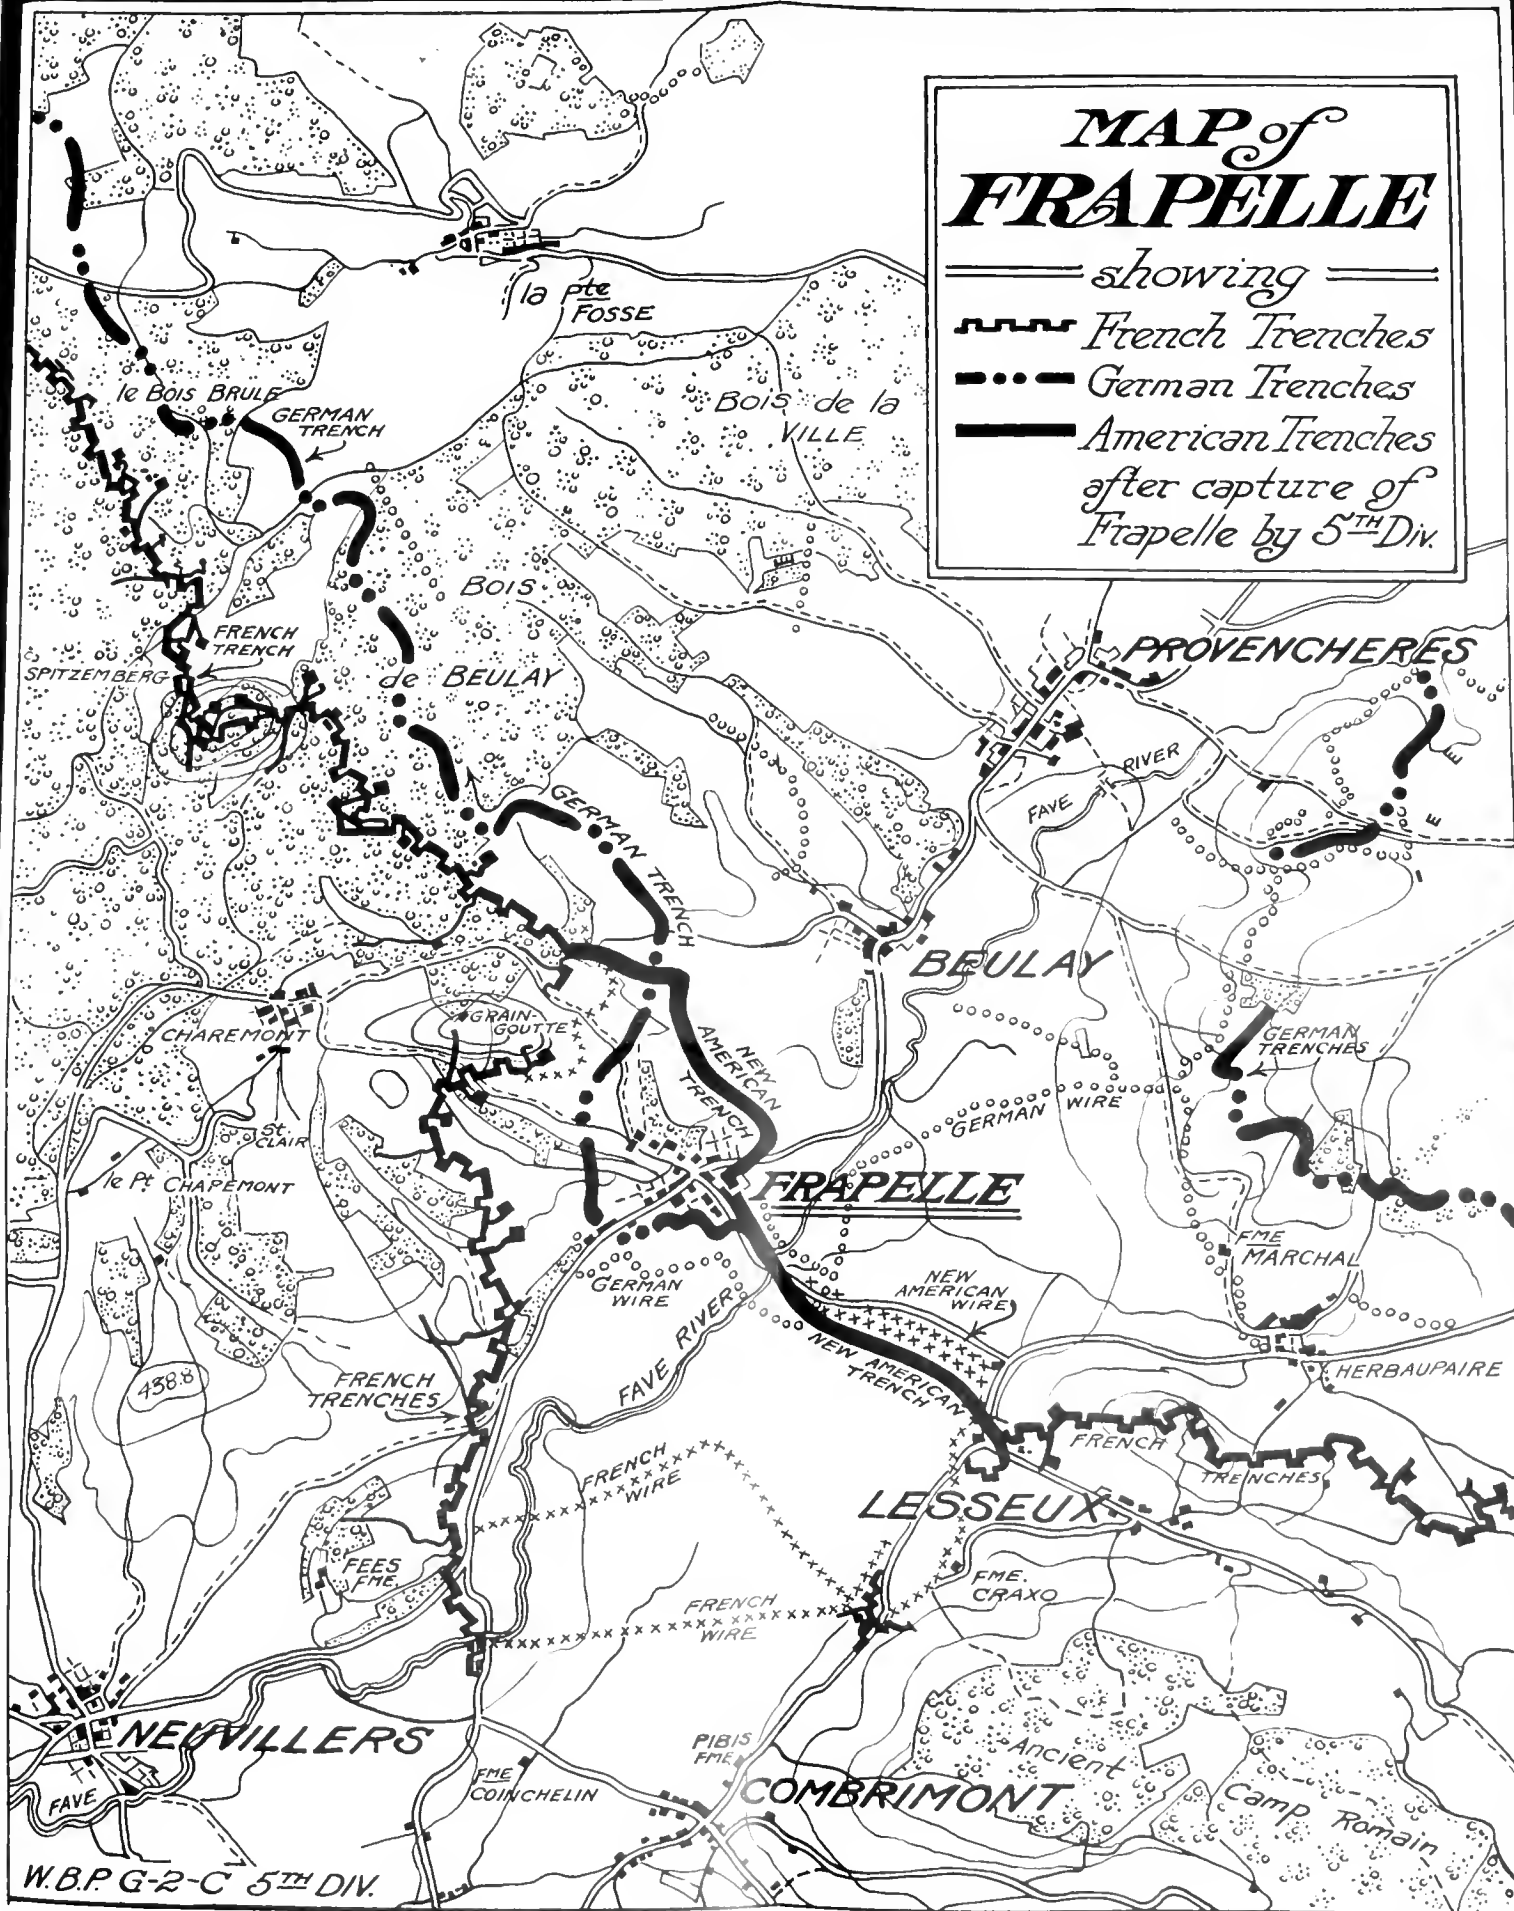 MAP of
FRAPELLE
showing
French Trenches
German Trenches
American Trenches
after capture of
Frapelle by 5TH Div.
la Pte
FOSSE
le BOIS BRULE
GERMAN
TRENCH
BOIS de la
VILLE
BOIS
de BEULAY
FRENCH
TRENCH
SPITZEMBERG
PROVENCHERES
FAVE RIVER
E
E
GERMAN TRENCH
BEULAY
GRAIN-
GOUTTE
CHAREMONT
NEW
AMERICAN
TRENCH
GERMAN
TRENCHES
GERMAN WIRE
St.
CLAIR
le Pt CHAPEMONT
FRAPELLE
FME
MARCHAL
GERMAN
WIRE
NEW
AMERICAN
WIRE
FAVE RIVER
NEW AMERICAN
TRENCH
438.8
FRENCH
TRENCHES
HERBAUPAIRE
FRENCH
TRENCHES
FRENCH
WIRE
LESSEUX
FEES
FME.
FME.
CRAXO
FRENCH
WIRE
NEUVILLERS
PIBIS
FME
Ancient
Camp Romain
FME
COINCHELIN
COMBRIMONT
FAVE
W.B.P. G-2-C 5TH DIV.